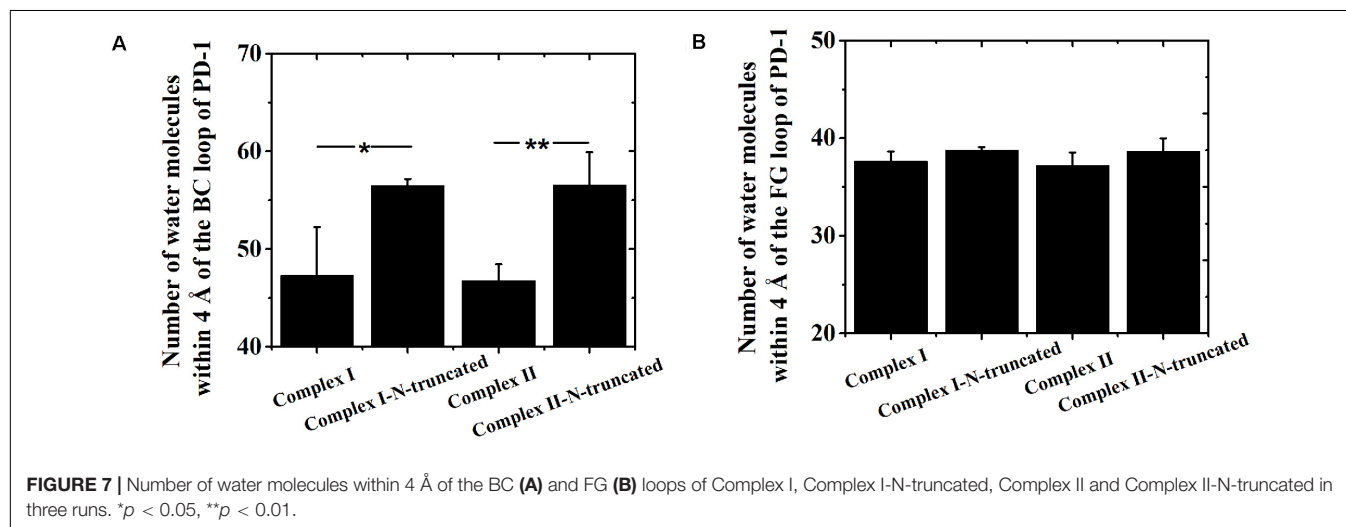 A
Number of water molecules
within 4 Å of the BC loop of PD-1
70
60
50
40
*
**
Complex I
Complex I-N-truncated
Complex II
Complex II-N-truncated
B
Number of water molecules
within 4 Å of the FG loop of PD-1
50
40
30
20
Complex I
Complex I-N-truncated
Complex II
Complex II-N-truncated
FIGURE 7 | Number of water molecules within 4 Å of the BC (A) and FG (B) loops of Complex I, Complex I-N-truncated, Complex II and Complex II-N-truncated in
three runs. *p < 0.05, **p < 0.01.